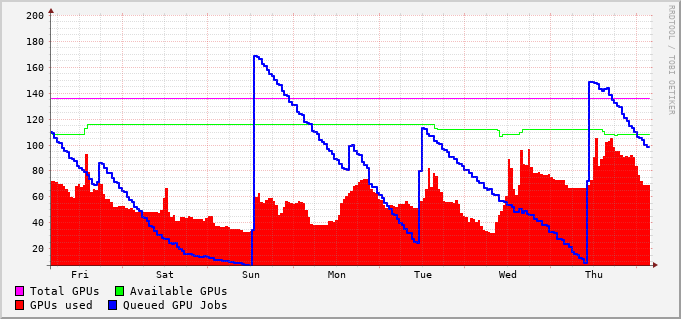 200
180
160
140
120
100
80
60
40
20
Fri Sat Sun Mon Tue Wed Thu
Total GPUs Available GPUs
GPUs used Queued GPU Jobs
RRDTOOL / TOBI OETIKER